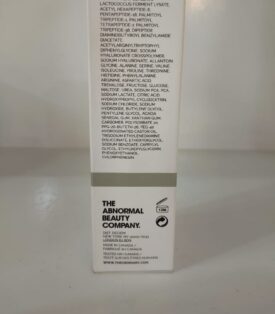 LACTOCOCCUS FERMENT LYSATE,
ACETYL HEXAPEPTIDE-8,
PENTAPEPTIDE-18, PALMITOYL
TRIPEPTIDE-1, PALMITOYL
TETRAPEPTIDE-7, PALMITOYL
TRIPEPTIDE-38, DIPEPTIDE
DIAMINOBUTYROYL BENZYLAMIDE
DIACETATE,
ACETYLARGINYLTRYPTOPHYL
DIPHENYLGLYCINE, SODIUM
HYALURONATE CROSSPOLYMER,
SODIUM HYALURONATE, ALLANTOIN,
GLYCINE, ALANINE, SERINE, VALINE,
ISOLEUCINE, PROLINE, THREONINE,
HISTIDINE, PHENYLALANINE,
ARGININE, ASPARTIC ACID,
TREHALOSE, FRUCTOSE, GLUCOSE,
MALTOSE, UREA, SODIUM PCA, PCA,
SODIUM LACTATE, CITRIC ACID,
HYDROXYPROPYL CYCLODEXTRIN,
SODIUM CHLORIDE, SODIUM
HYDROXIDE, BUTYLENE GLYCOL,
PENTYLENE GLYCOL, ACACIA
SENEGAL GUM, XANTHAN GUM,
CARBOMER, POLYSORBATE 20,
PPG-26-BUTETH-26, PEG-40
HYDROGENATED CASTOR OIL,
TRISODIUM ETHYLENEDIAMINE
DISUCCINATE, ETHOXYDIGLYCOL,
SODIUM BENZOATE, CAPRYLYL
GLYCOL, ETHYLHEXYLGLYCERIN,
PHENOXYETHANOL,
CHLORPHENESIN.
THE
ABNORMAL
BEAUTY
COMPANY.
12M
DIST. DECIEM
MADE IN CANADA /
FABRIQUÉ AU CANADA
WWW.THEORDINARY.COM